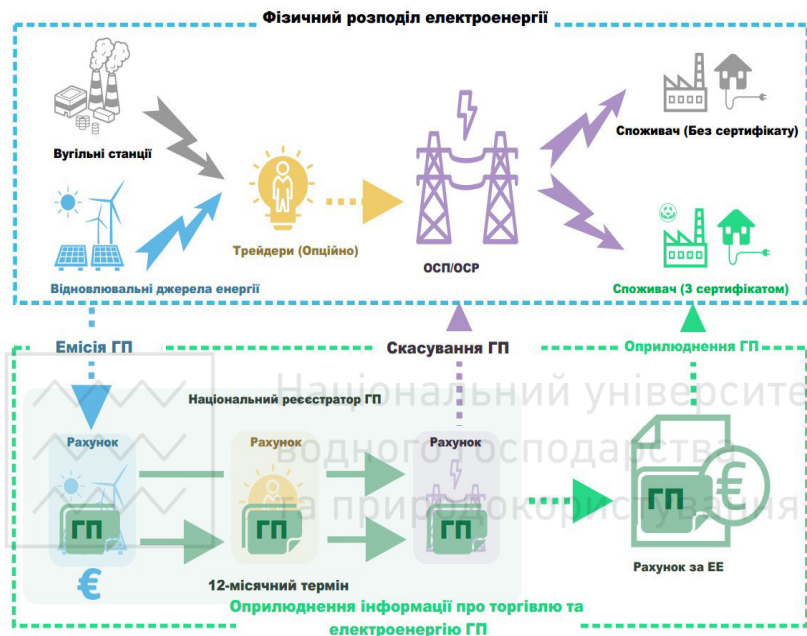 Фізичний розподіл електроенергії
Вугільні станції
Споживач (Без сертифікату)
Трейдери (Опційно)
ОСП/ОСР
Відновлювальні джерела енергії
Споживач (З сертифікатом)
Емісія ГП
Скасування ГП
Оприлюднення ГП
Національний університе
водного господарства
та природокористування
Національний реєєстратор ГП
Рахунок
Рахунок
Рахунок
ГП
ГП
ГП
ГП
€
€
Рахунок за ЕЕ
12-місячний термін
Оприлюднення інформації про торгівлю та
електроенергію ГП